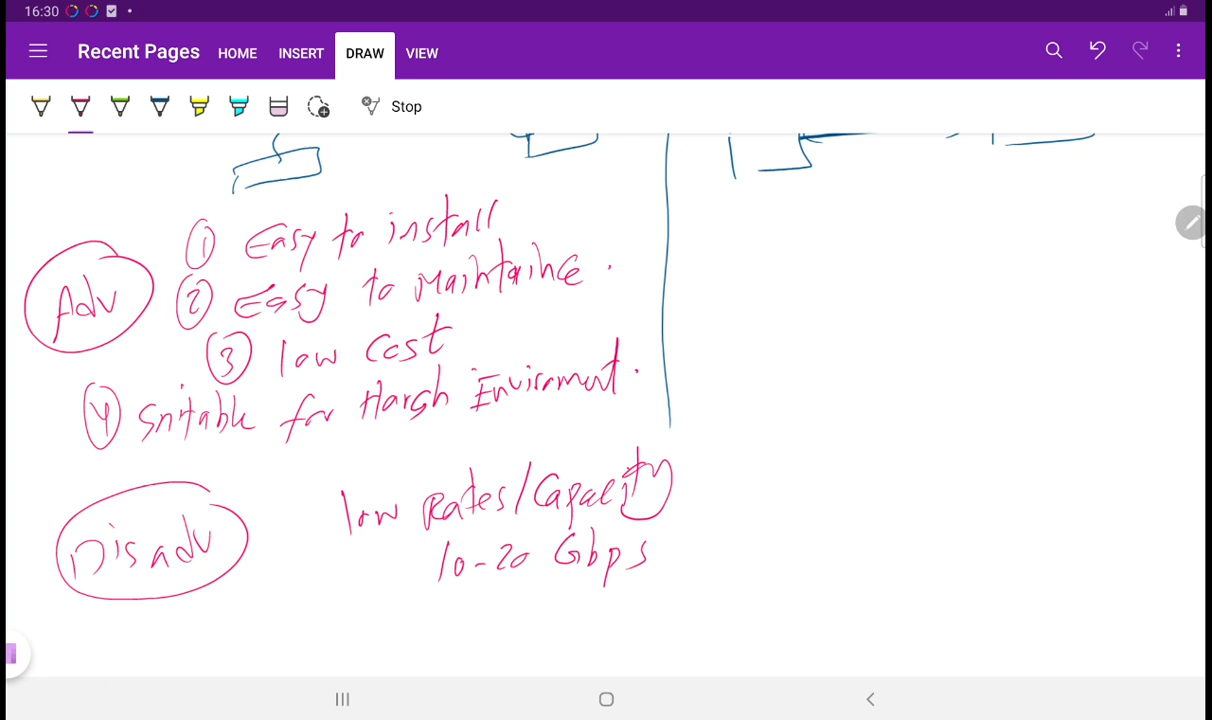 16:30
Recent Pages HOME INSERT DRAW VIEW
Stop
Adv
① Easy to install
② Easy to Maintaince.
③ low Cost
④ Suitable for Harsh Enviroment.
Disadv
low Rates/Capacity
10-20 Gbps